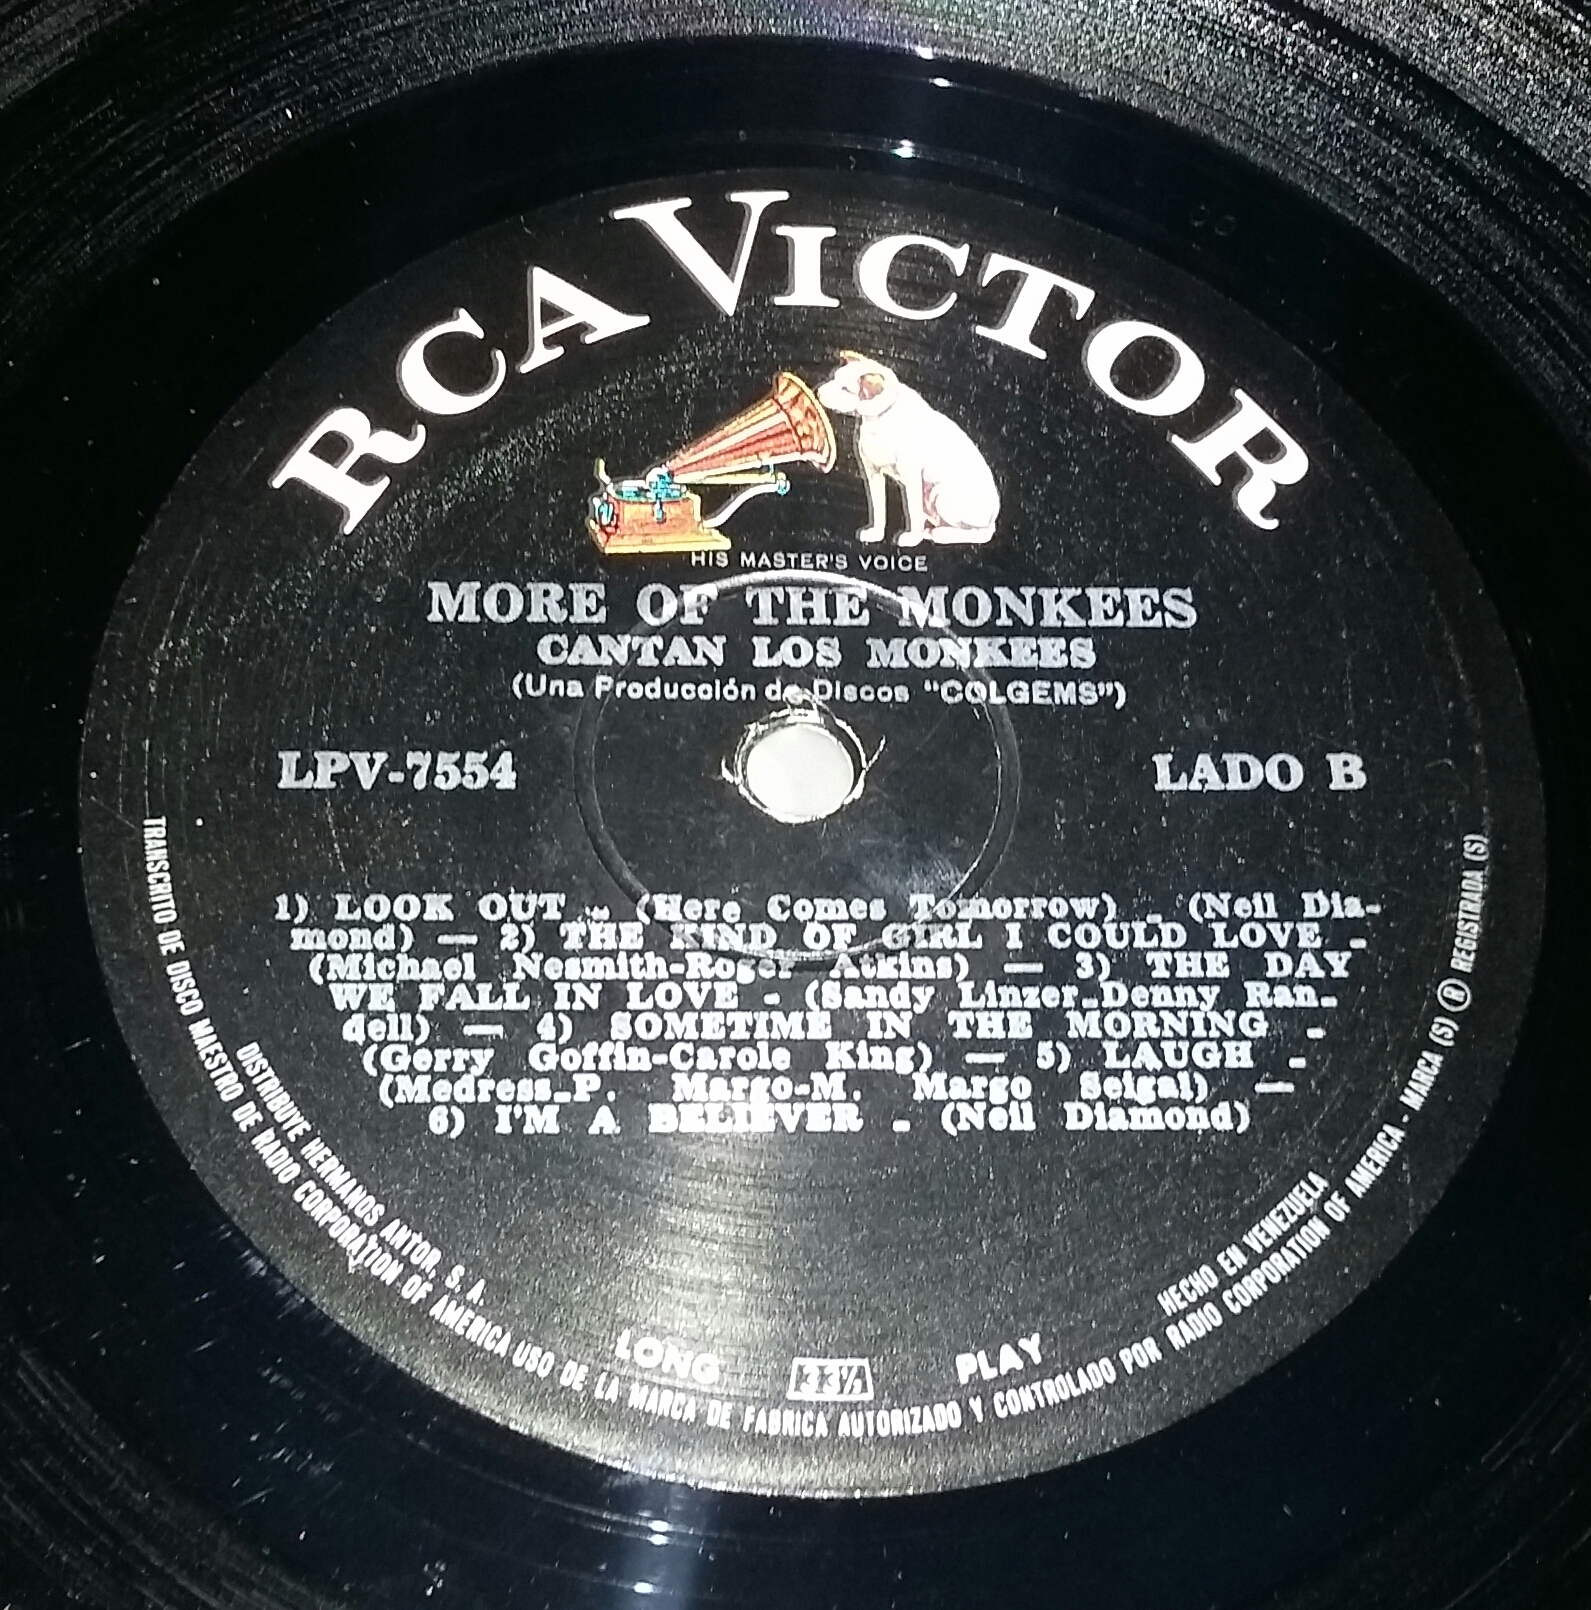 RCA VICTOR
HIS MASTER'S VOICE
MORE OF THE MONKEES
CANTAN LOS MONKEES
(Una Producción de Discos "COLGEMS")
LPV-7554
LADO B
1) LOOK OUT - (Here Comes Tomorrow) - (Neil Dia-
mond) — 2) THE KIND OF GIRL I COULD LOVE -
(Michael Nesmith-Roger Atkins) — 3) THE DAY
WE FALL IN LOVE - (Sandy Linzer-Denny Ran-
dell) — 4) SOMETIME IN THE MORNING -
(Gerry Goffin-Carole King) — 5) LAUGH -
(Medress-P. Margo-M. Margo Seigal) —
6) I'M A BELIEVER - (Neil Diamond)
DISTRIBUYE HERMANOS ANTOR, S. A.
HECHO EN VENEZUELA
LONG 33⅓ PLAY
TRANSCRITO DE DISCO MAESTRO DE RADIO CORPORATION OF AMERICA USO DE LA MARCA DE FABRICA AUTORIZADO Y CONTROLADO POR RADIO CORPORATION OF AMERICA - MARCA (S) ® REGISTRADA (S)